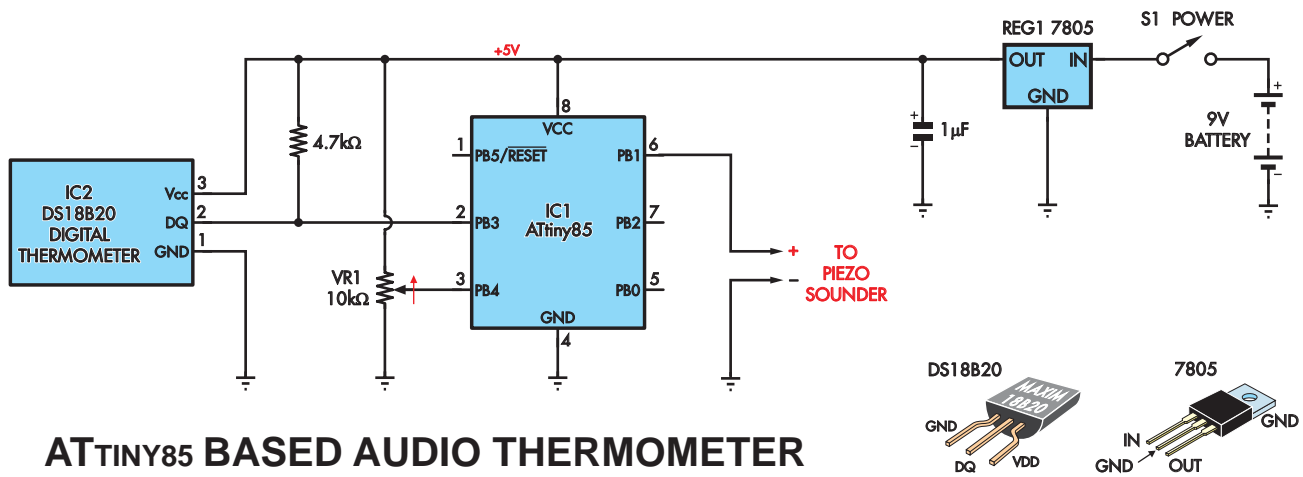 S1 POWER
REG1 7805
+5V
OUT IN
GND
+
9V
BATTERY
-
+
1µF
-
8
VCC
4.7kΩ
1
PB5/RESET
PB1
6
IC2
DS18B20
DIGITAL
THERMOMETER
Vcc
3
DQ
2
GND
1
2
PB3
IC1
ATtiny85
PB2
7
VR1
10kΩ
3
PB4
PB0
5
GND
4
+
-
TO
PIEZO
SOUNDER
DS18B20
MAXIM
18B20
GND
DQ
VDD
7805
GND
IN
GND
OUT
ATTINY85 BASED AUDIO THERMOMETER